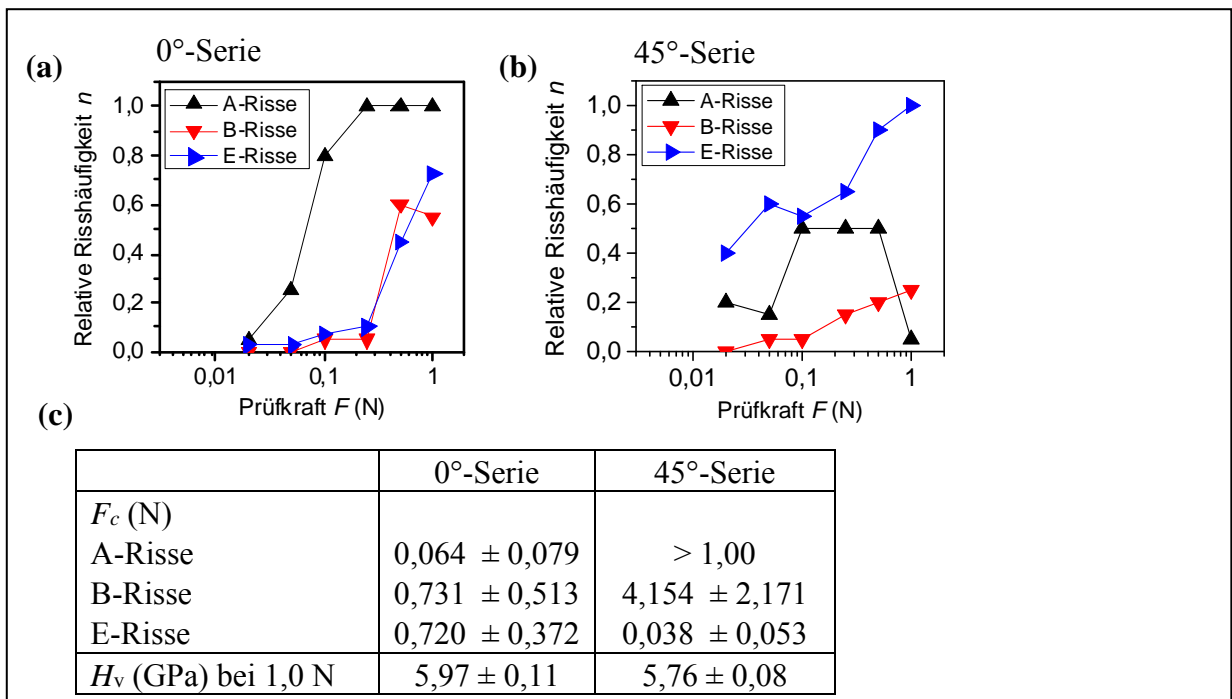 (a) 0°-Serie
Relative Risshäufigkeit n
1,0
0,8
0,6
0,4
0,2
0,0
A-Risse
B-Risse
E-Risse
0,01 0,1 1
Prüfkraft F (N)
(b) 45°-Serie
Relative Risshäufigkeit n
1,0
0,8
0,6
0,4
0,2
0,0
A-Risse
B-Risse
E-Risse
0,01 0,1 1
Prüfkraft F (N)
(c)
0°-Serie 45°-Serie
Fc (N)
A-Risse 0,064 ± 0,079 > 1,00
B-Risse 0,731 ± 0,513 4,154 ± 2,171
E-Risse 0,720 ± 0,372 0,038 ± 0,053
Hv (GPa) bei 1,0 N 5,97 ± 0,11 5,76 ± 0,08